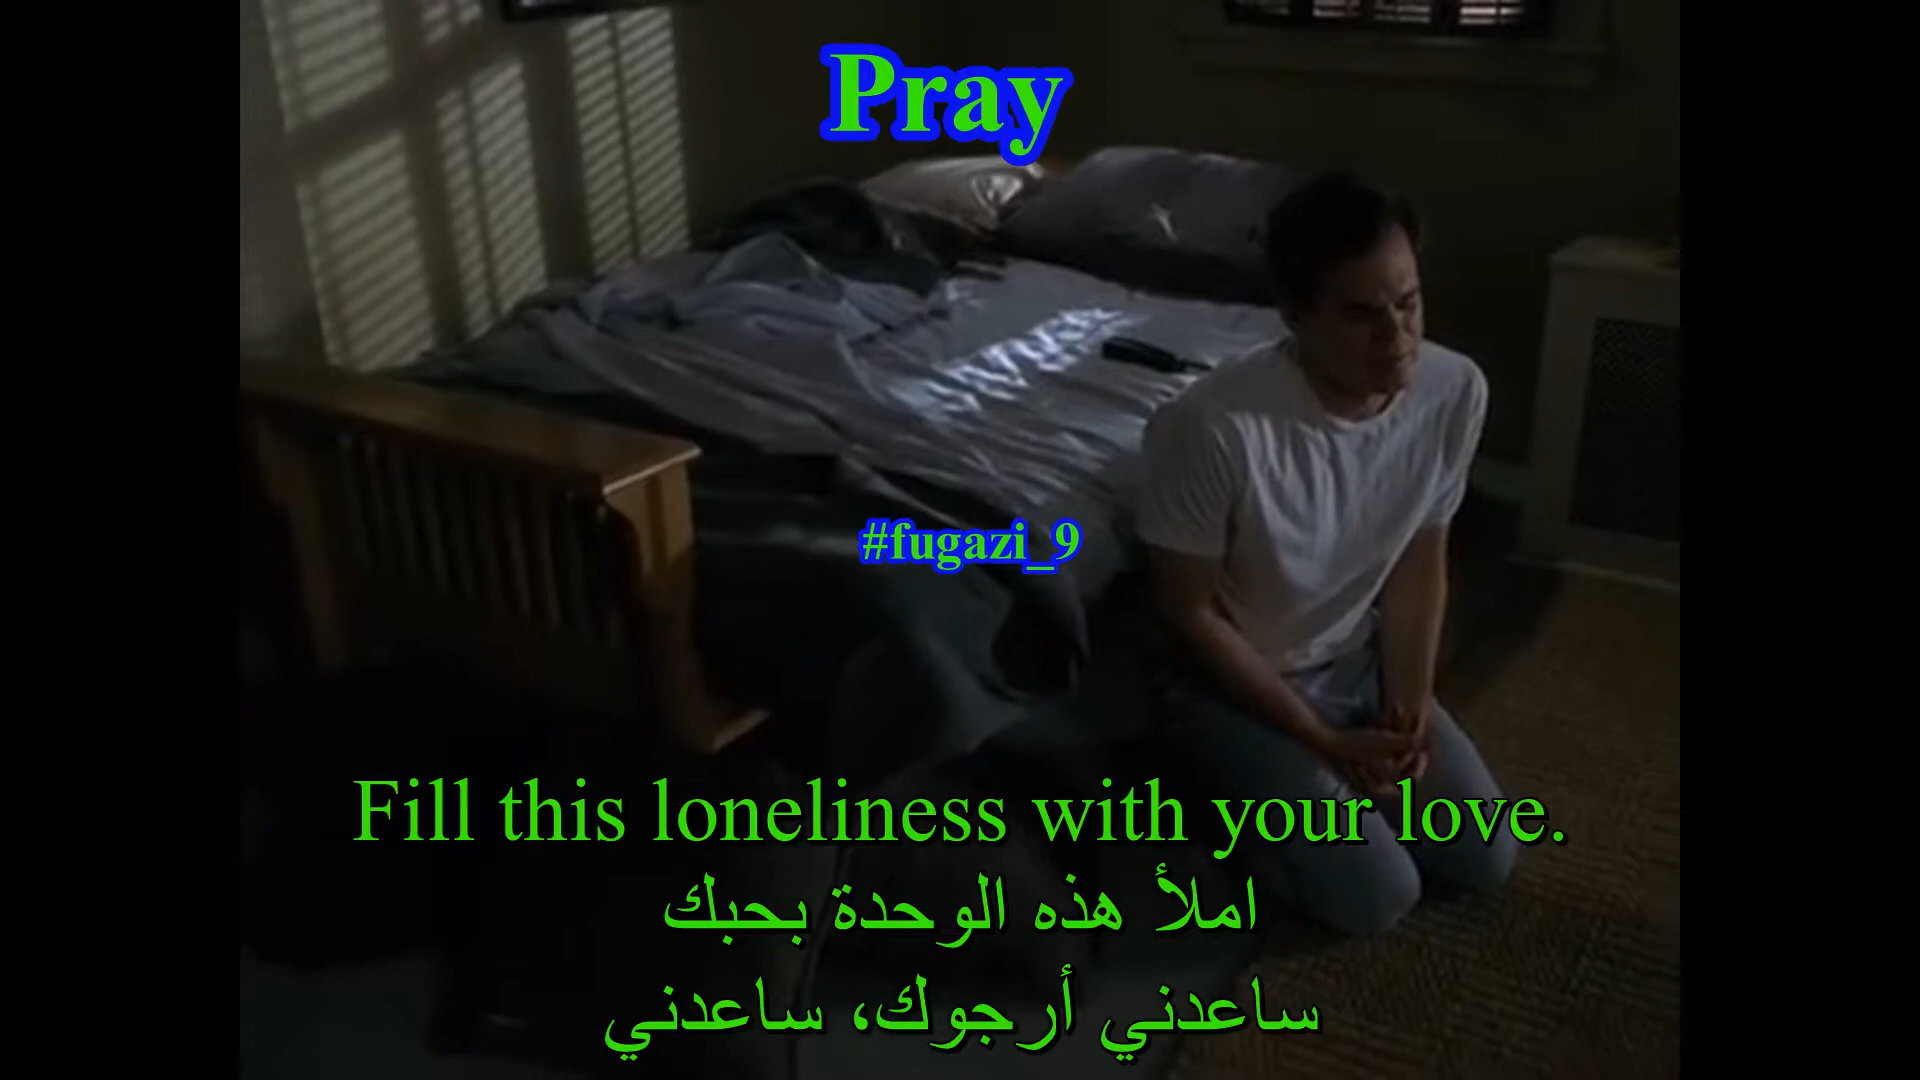 Pray
#fugazi_9
Fill this loneliness with your love.
املأ هذه الوحدة بحبك
ساعدني أرجوك، ساعدني